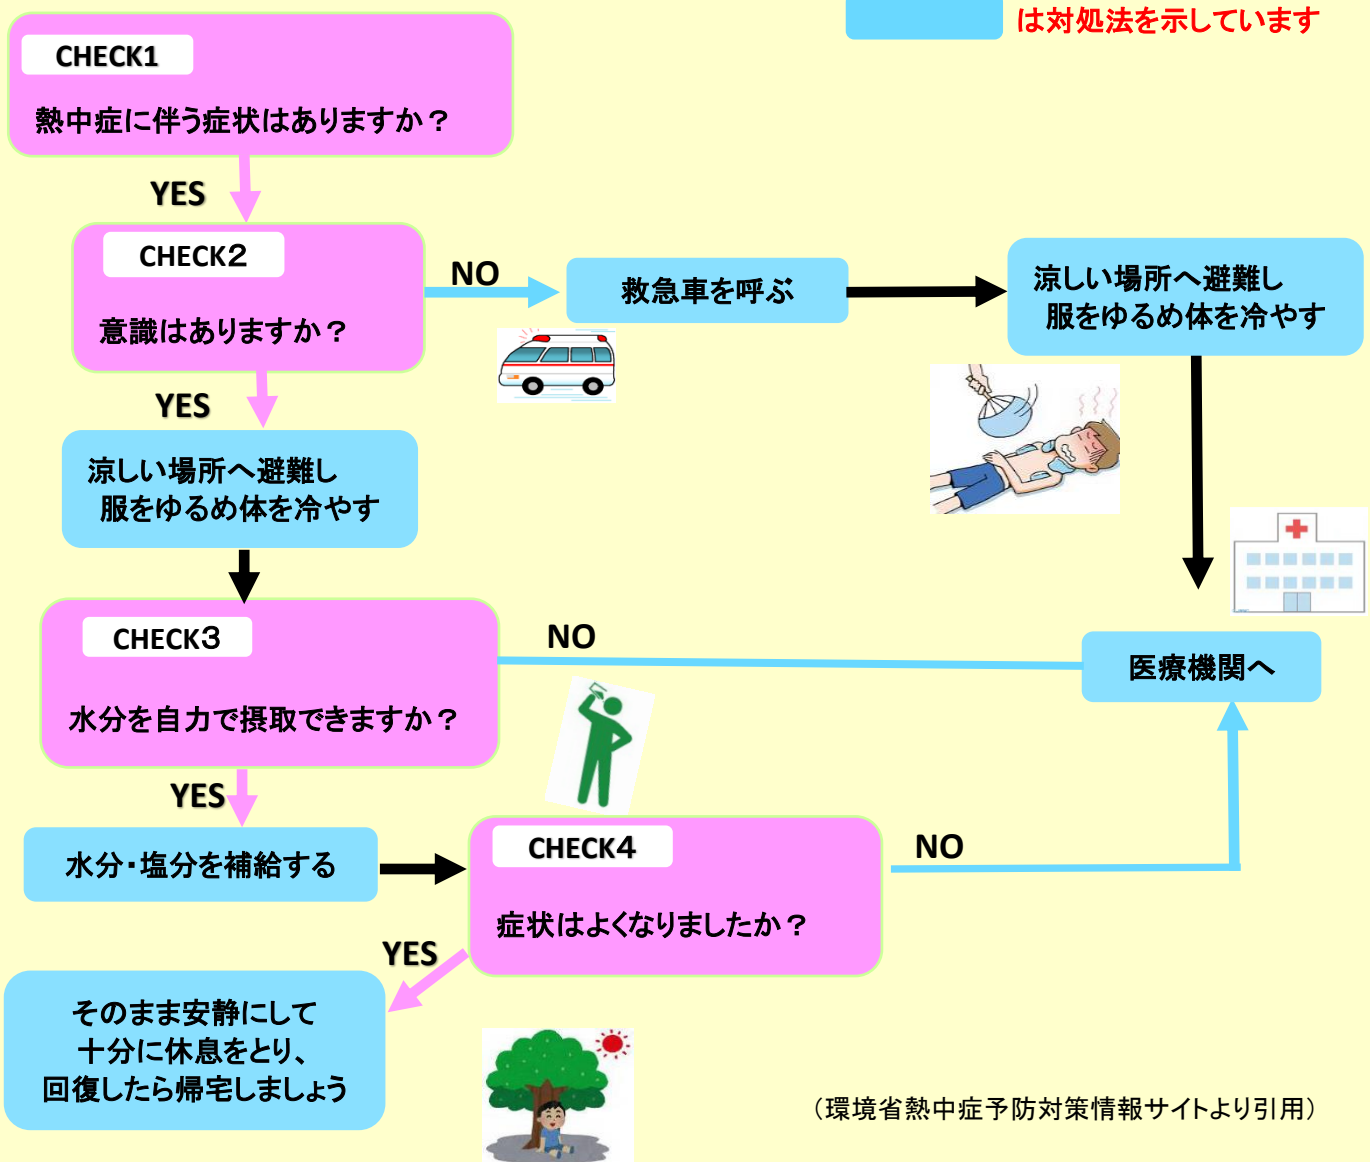 は対処法を示しています
CHECK1
熱中症に伴う症状はありますか？
YES
CHECK２
意識はありますか？
NO
救急車を呼ぶ
涼しい場所へ避難し
服をゆるめ体を冷やす
YES
涼しい場所へ避難し
服をゆるめ体を冷やす
CHECK３
水分を自力で摂取できますか？
NO
医療機関へ
YES
水分・塩分を補給する
CHECK４
症状はよくなりましたか？
NO
YES
そのまま安静にして
十分に休息をとり、
回復したら帰宅しましょう
（環境省熱中症予防対策情報サイトより引用）